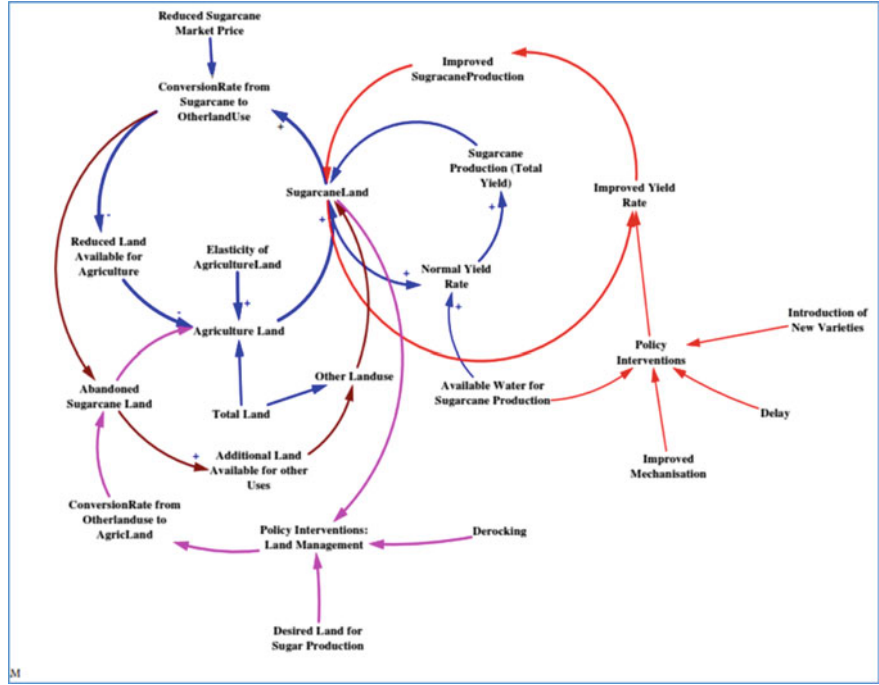 Reduced Sugarcane
Market Price
ConversionRate from
Sugarcane to
OtherlandUse
+
Improved
SugracaneProduction
Sugarcane
Production (Total
Yield)
+
SugarcaneLand
+
Improved Yield
Rate
-
Reduced Land
Available for
Agriculture
Elasticity of
AgricultureLand
+
Normal Yield
Rate
+
+
-
Agriculture Land
Introduction of
New Varieties
Policy
Interventions
Other Landuse
Abandoned
Sugarcane Land
Available Water for
Sugarcane Production
Total Land
Delay
+
Additional Land
Available for other
Uses
Improved
Mechanisation
ConversionRate from
Otherlanduse to
AgricLand
Policy Interventions:
Land Management
Derocking
Desired Land for
Sugar Production
M